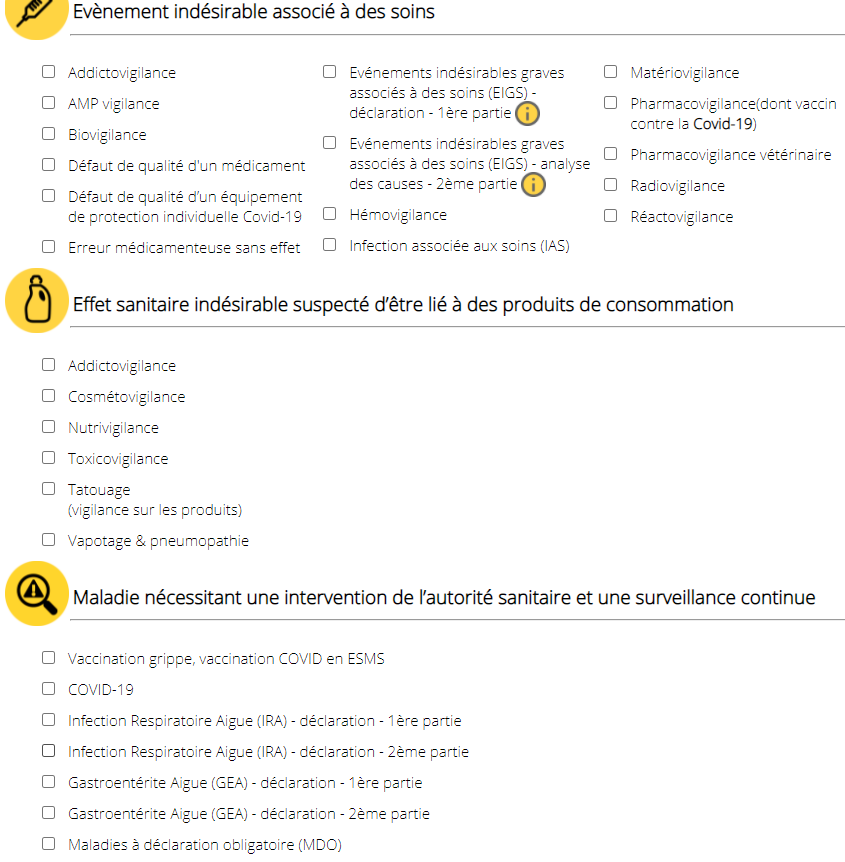 Evènement indésirable associé à des soins
Addictovigilance
AMP vigilance
Biovigilance
Défaut de qualité d'un médicament
Défaut de qualité d’un équipement
de protection individuelle Covid-19
Erreur médicamenteuse sans effet
Evénements indésirables graves
associés à des soins (EIGS) -
déclaration - 1ère partie i
Evénements indésirables graves
associés à des soins (EIGS) - analyse
des causes - 2ème partie i
Hémovigilance
Infection associée aux soins (IAS)
Matériovigilance
Pharmacovigilance(dont vaccin
contre la Covid-19)
Pharmacovigilance vétérinaire
Radiovigilance
Réactovigilance
Effet sanitaire indésirable suspecté d’être lié à des produits de consommation
Addictovigilance
Cosmétovigilance
Nutrivigilance
Toxicovigilance
Tatouage
(vigilance sur les produits)
Vapotage & pneumopathie
Maladie nécessitant une intervention de l’autorité sanitaire et une surveillance continue
Vaccination grippe, vaccination COVID en ESMS
COVID-19
Infection Respiratoire Aigue (IRA) - déclaration - 1ère partie
Infection Respiratoire Aigue (IRA) - déclaration - 2ème partie
Gastroentérite Aigue (GEA) - déclaration - 1ère partie
Gastroentérite Aigue (GEA) - déclaration - 2ème partie
Maladies à déclaration obligatoire (MDO)